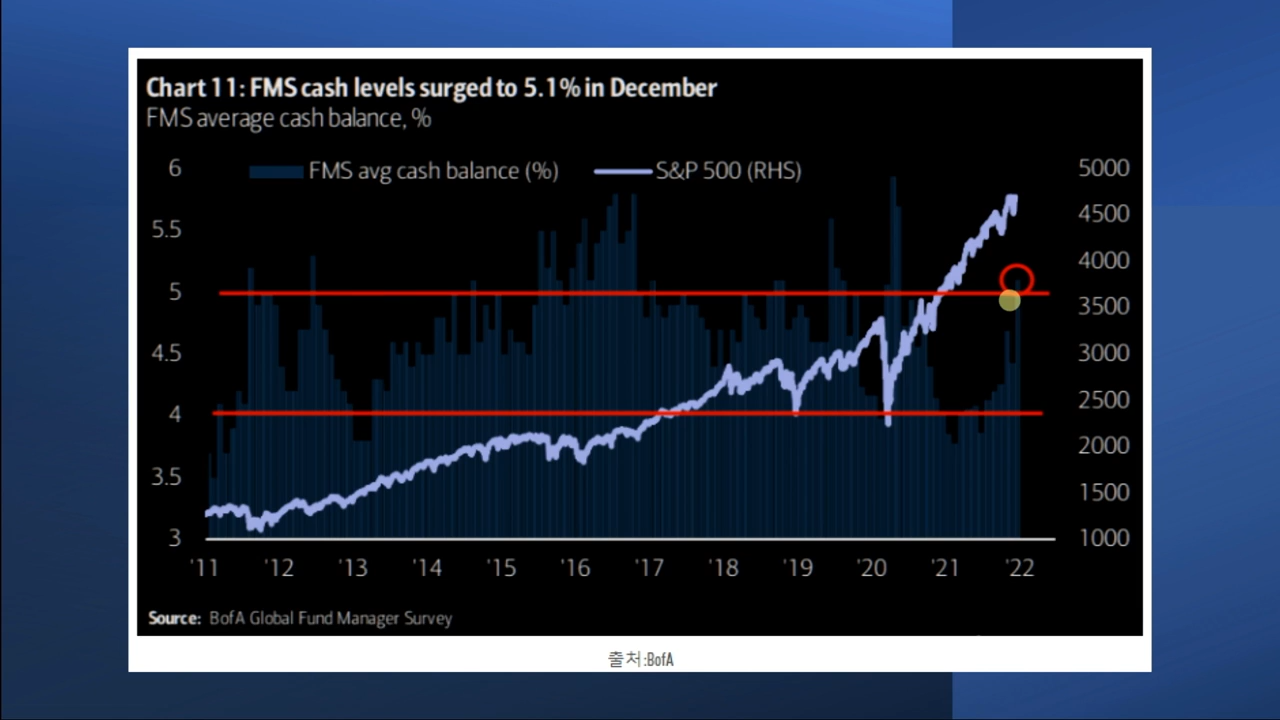 Chart 11: FMS cash levels surged to 5.1% in December
FMS average cash balance, %
FMS avg cash balance (%)
S&P 500 (RHS)
6
5.5
5
4.5
4
3.5
3
5000
4500
4000
3500
3000
2500
2000
1500
1000
'11 '12 '13 '14 '15 '16 '17 '18 '19 '20 '21 '22
Source: BofA Global Fund Manager Survey
출처:BofA